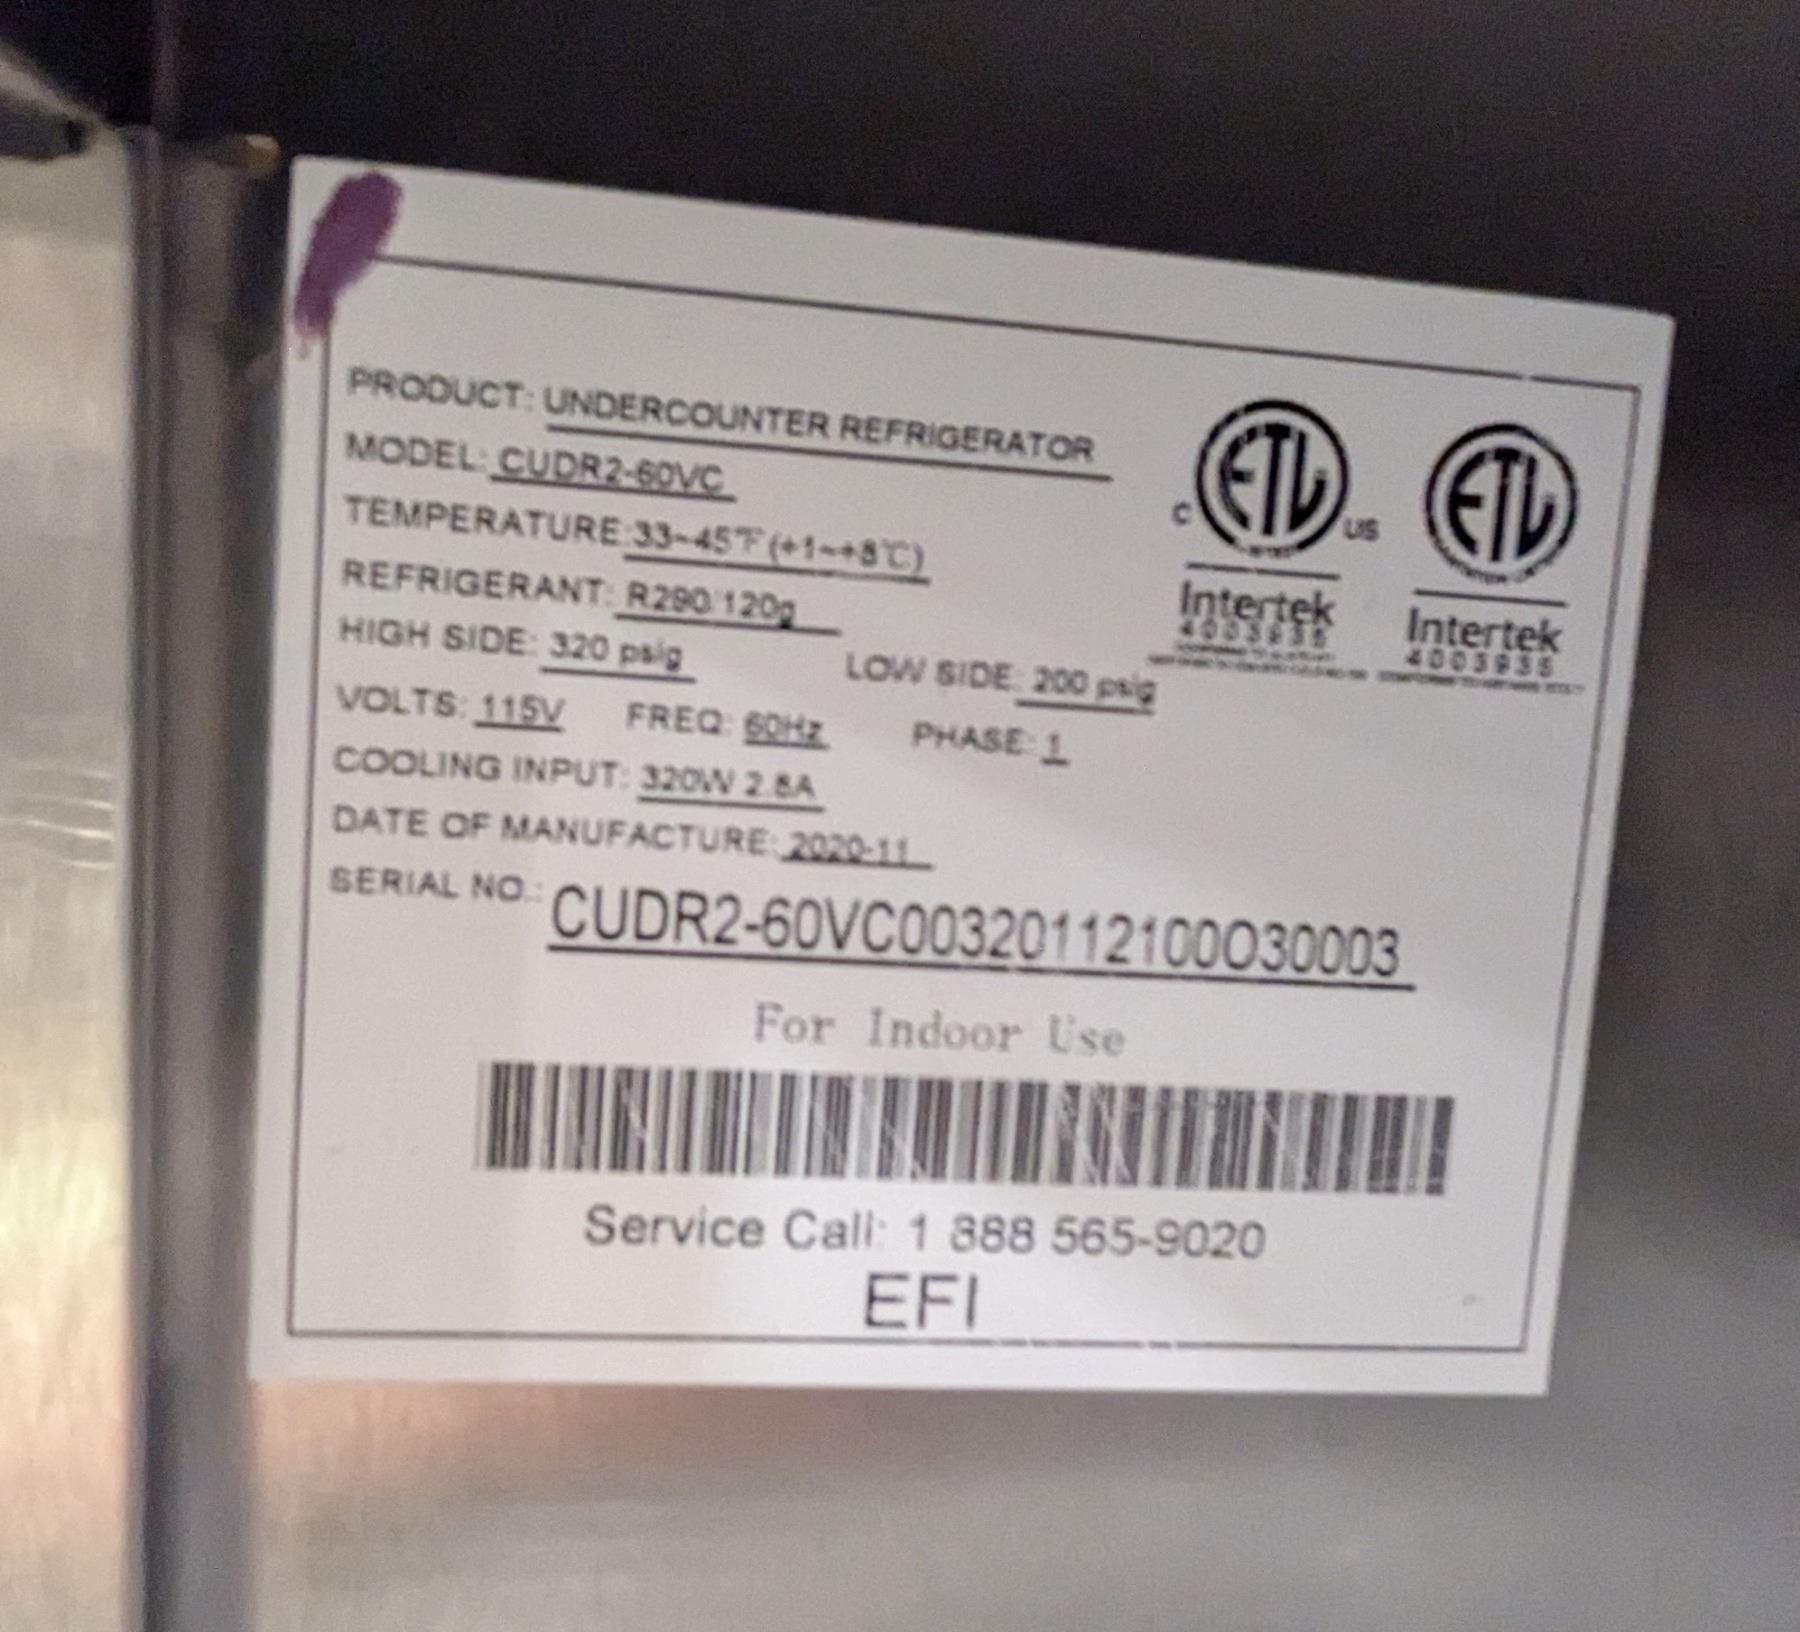 PRODUCT: UNDERCOUNTER REFRIGERATOR
MODEL: CUDR2-60VC
TEMPERATURE:33~45℉(+1~+8℃)
REFRIGERANT: R290/120g
HIGH SIDE: 320 psig LOW SIDE: 200 psig
VOLTS: 115V FREQ: 60Hz PHASE: 1
COOLING INPUT: 320W 2.8A
DATE OF MANUFACTURE: 2020-11
SERIAL NO.: CUDR2-60VC00320112100O30003
For Indoor Use
Service Call: 1 888 565-9020
EFI
C ETL US
Intertek
4003935
ETL
Intertek
4003935